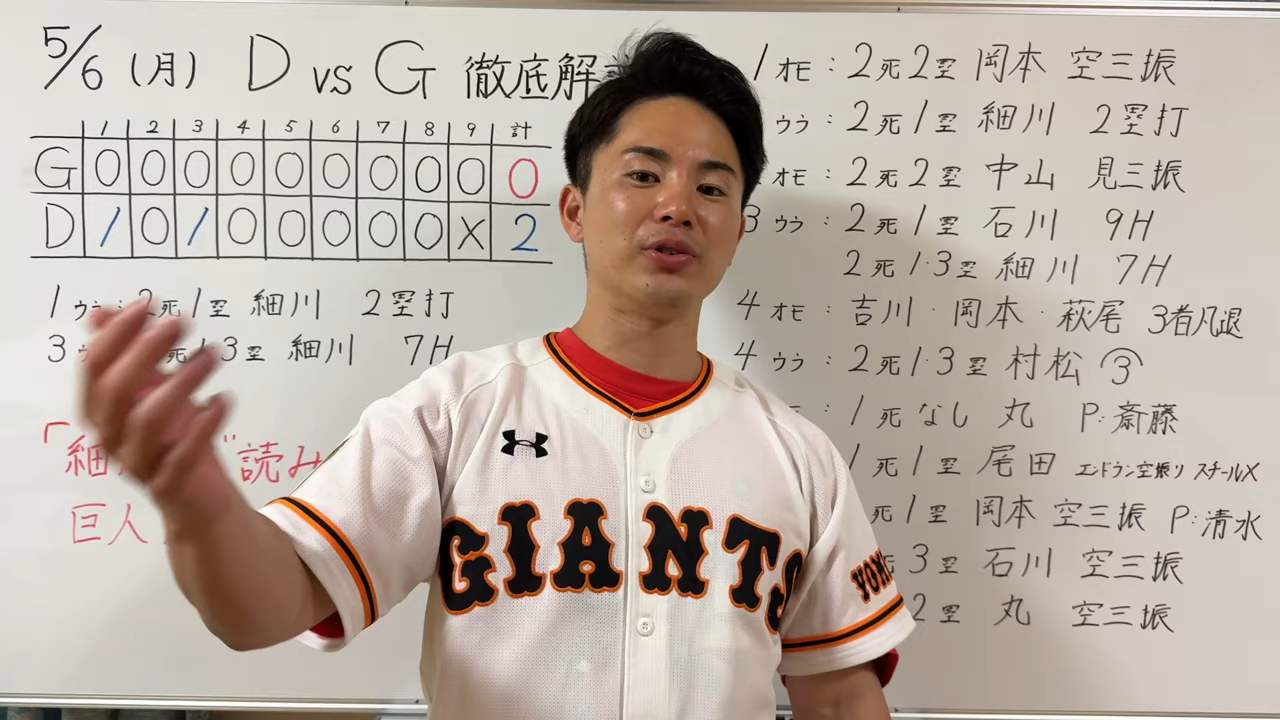 5/6 (月) D vs G 徹底解
1 2 3 4 5 6 7 8 9 計
G 0 0 0 0 0 0 0 0 0 0
D 1 0 1 0 0 0 0 0 X 2
1ウラ:2死1塁 細川 2塁打
3 1・3塁 細川 7H
「細 "読み
巨人
1オモ:2死2塁 岡本 空三振
ウラ:2死1塁 細川 2塁打
オモ:2死2塁 中山 見三振
3ウラ:2死1塁 石川 9H
2死1・3塁 細川 7H
4オモ:吉川・岡本・萩尾 3者凡退
4ウラ:2死1・3塁 村松 ③
:1死なし 丸 P:斎藤
1死1塁 尾田 エンドラン空振り スチールX
死1塁 岡本 空三振 P:清水
3塁 石川 空三振
2塁 丸 空三振
GIANTS
YOM